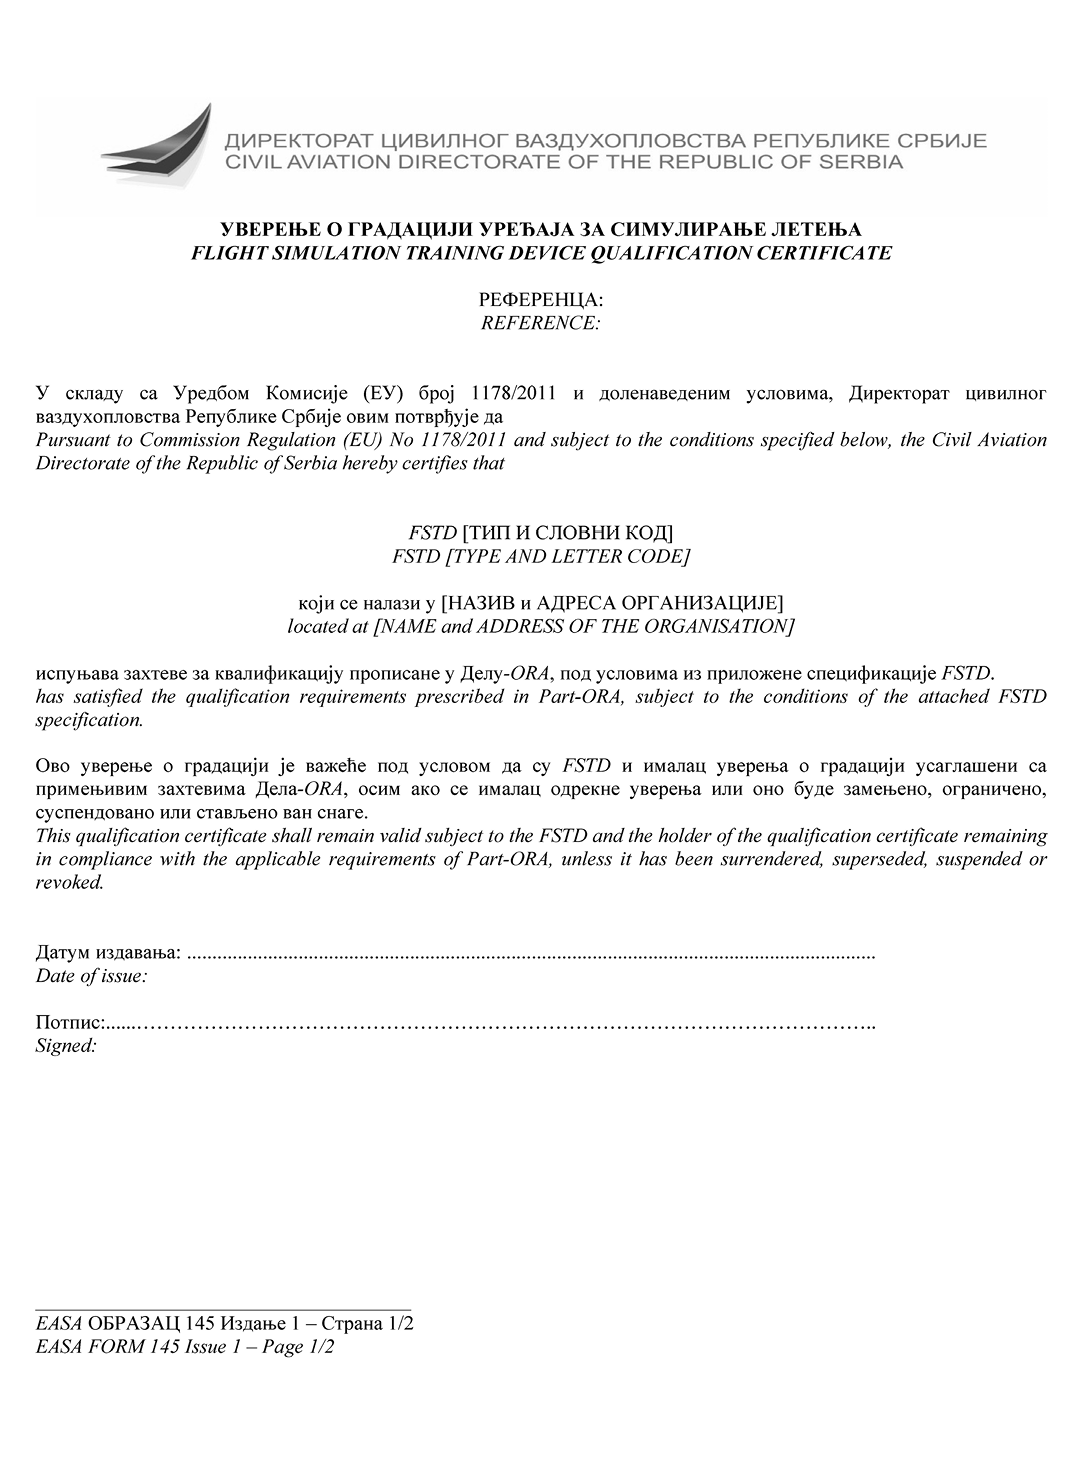 ДИРЕКТОРАТ ЦИВИЛНОГ ВАЗДУХОПЛОВСТВА РЕПУБЛИКЕ СРБИЈЕ
CIVIL AVIATION DIRECTORATE OF THE REPUBLIC OF SERBIA
УВЕРЕЊЕ О ГРАДАЦИЈИ УРЕЂАЈА ЗА СИМУЛИРАЊЕ ЛЕТЕЊА
FLIGHT SIMULATION TRAINING DEVICE QUALIFICATION CERTIFICATE
РЕФЕРЕНЦА:
REFERENCE:
У складу са Уредбом Комисије (ЕУ) број 1178/2011 и доленаведеним условима, Директорат цивилног
ваздухопловства Републике Србије овим потврђује да
Pursuant to Commission Regulation (EU) No 1178/2011 and subject to the conditions specified below, the Civil Aviation
Directorate of the Republic of Serbia hereby certifies that
FSTD [ТИП И СЛОВНИ КОД]
FSTD [TYPE AND LETTER CODE]
који се налази у [НАЗИВ и АДРЕСА ОРГАНИЗАЦИЈЕ]
located at [NAME and ADDRESS OF THE ORGANISATION]
испуњава захтеве за квалификацију прописане у Делу-ORA, под условима из приложене спецификације FSTD.
has satisfied the qualification requirements prescribed in Part-ORA, subject to the conditions of the attached FSTD
specification.
Ово уверење о градацији је важеће под условом да су FSTD и ималац уверења о градацији усаглашени са
примењивим захтевима Дела-ORA, осим ако се ималац одрекне уверења или оно буде замењено, ограничено,
суспендовано или стављено ван снаге.
This qualification certificate shall remain valid subject to the FSTD and the holder of the qualification certificate remaining
in compliance with the applicable requirements of Part-ORA, unless it has been surrendered, superseded, suspended or
revoked.
Датум издавања: ..........................................................................................................................................
Date of issue:
Потпис:......…………………………………………………………………………………………………..
Signed:
EASA ОБРАЗАЦ 145 Издање 1 – Страна 1/2
EASA FORM 145 Issue 1 – Page 1/2